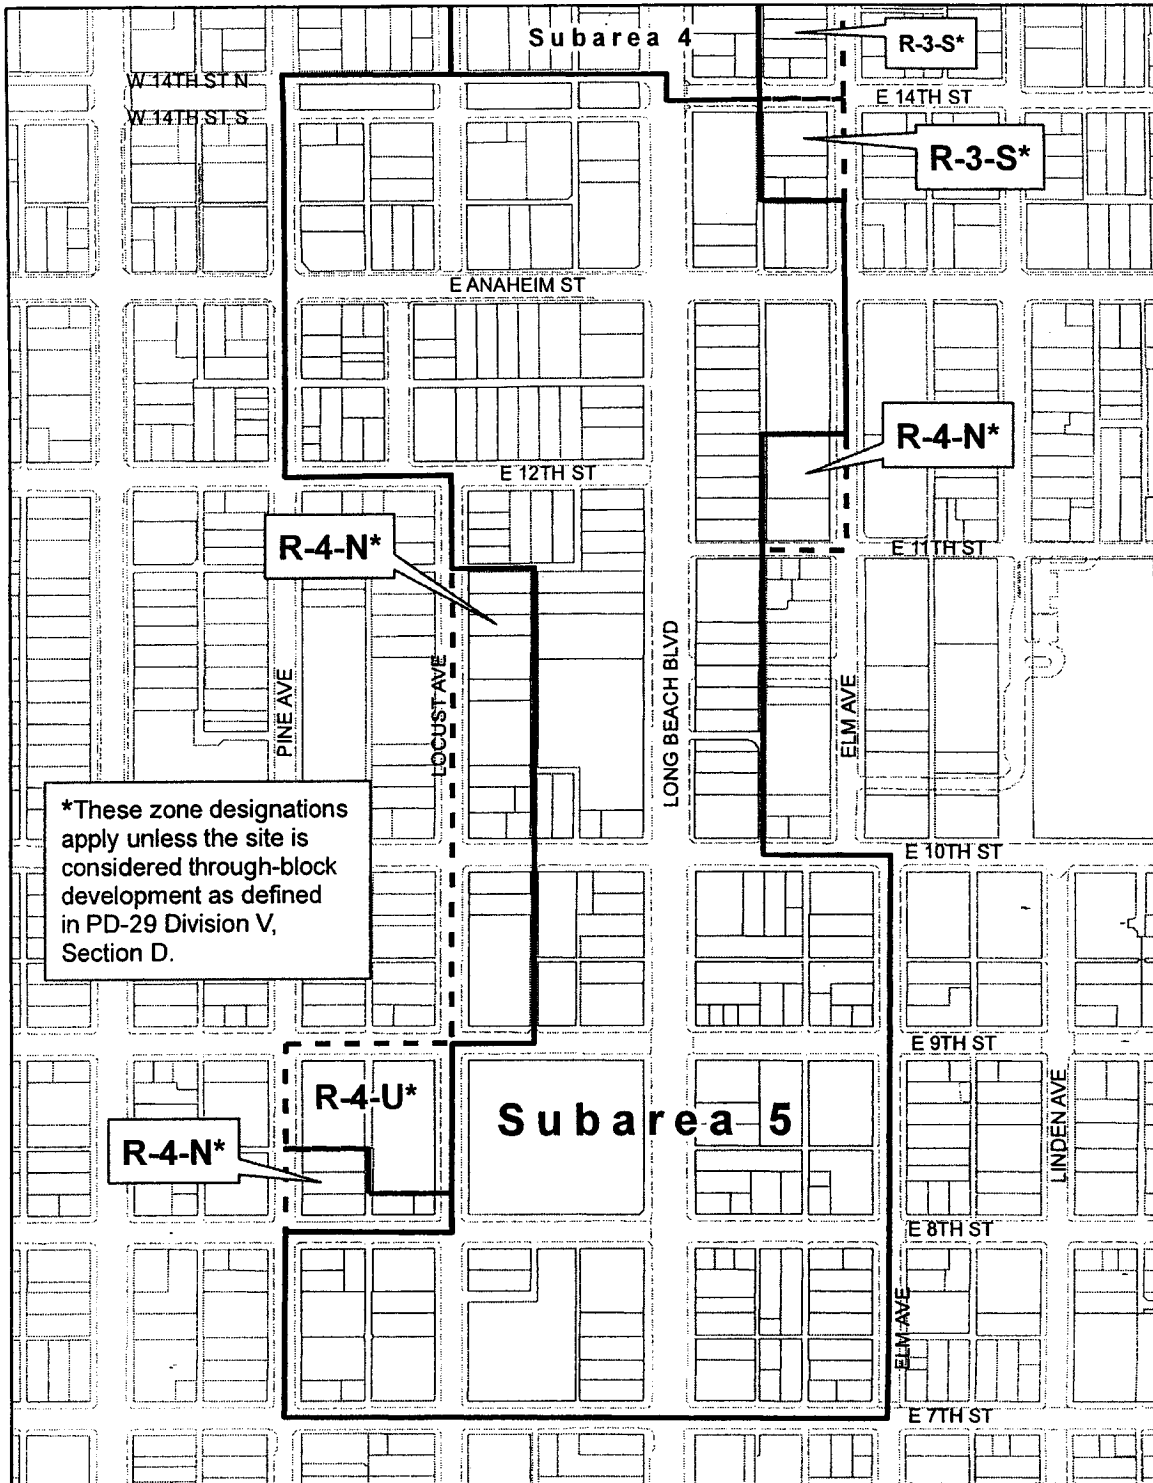 Subarea 4
R-3-S*
W 14TH ST N
E 14TH ST
W 14TH ST S
R-3-S*
E ANAHEIM ST
R-4-N*
E 12TH ST
R-4-N*
E 11TH ST
LONG BEACH BLVD
PINE AVE
LOCUST AVE
ELM AVE
*These zone designations
apply unless the site is
considered through-block
development as defined
in PD-29 Division V,
Section D.
E 10TH ST
E 9TH ST
R-4-U*
Subarea 5
LINDEN AVE
R-4-N*
E 8TH ST
ELM AVE
E 7TH ST